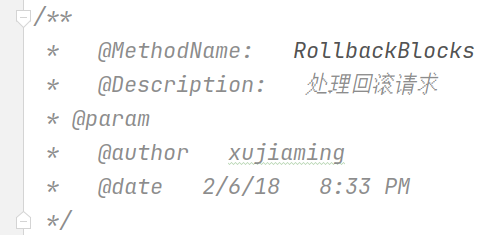 /**
* @MethodName: RollbackBlocks
* @Description: 处理回滚请求
* @param
* @author xujiaming
* @date 2/6/18 8:33 PM
*/